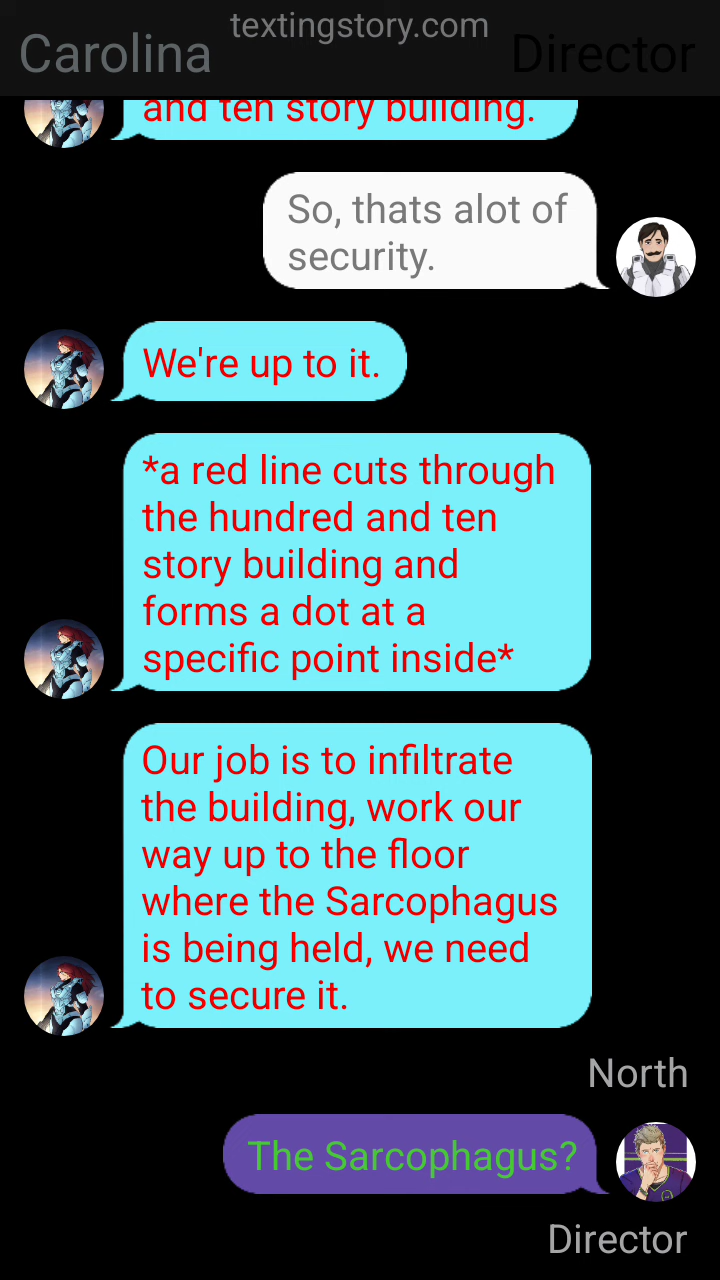 textingstory.com
Carolina
Director
and ten story building.
So, thats alot of
security.
We're up to it.
*a red line cuts through
the hundred and ten
story building and
forms a dot at a
specific point inside*
Our job is to infiltrate
the building, work our
way up to the floor
where the Sarcophagus
is being held, we need
to secure it.
North
The Sarcophagus?
Director